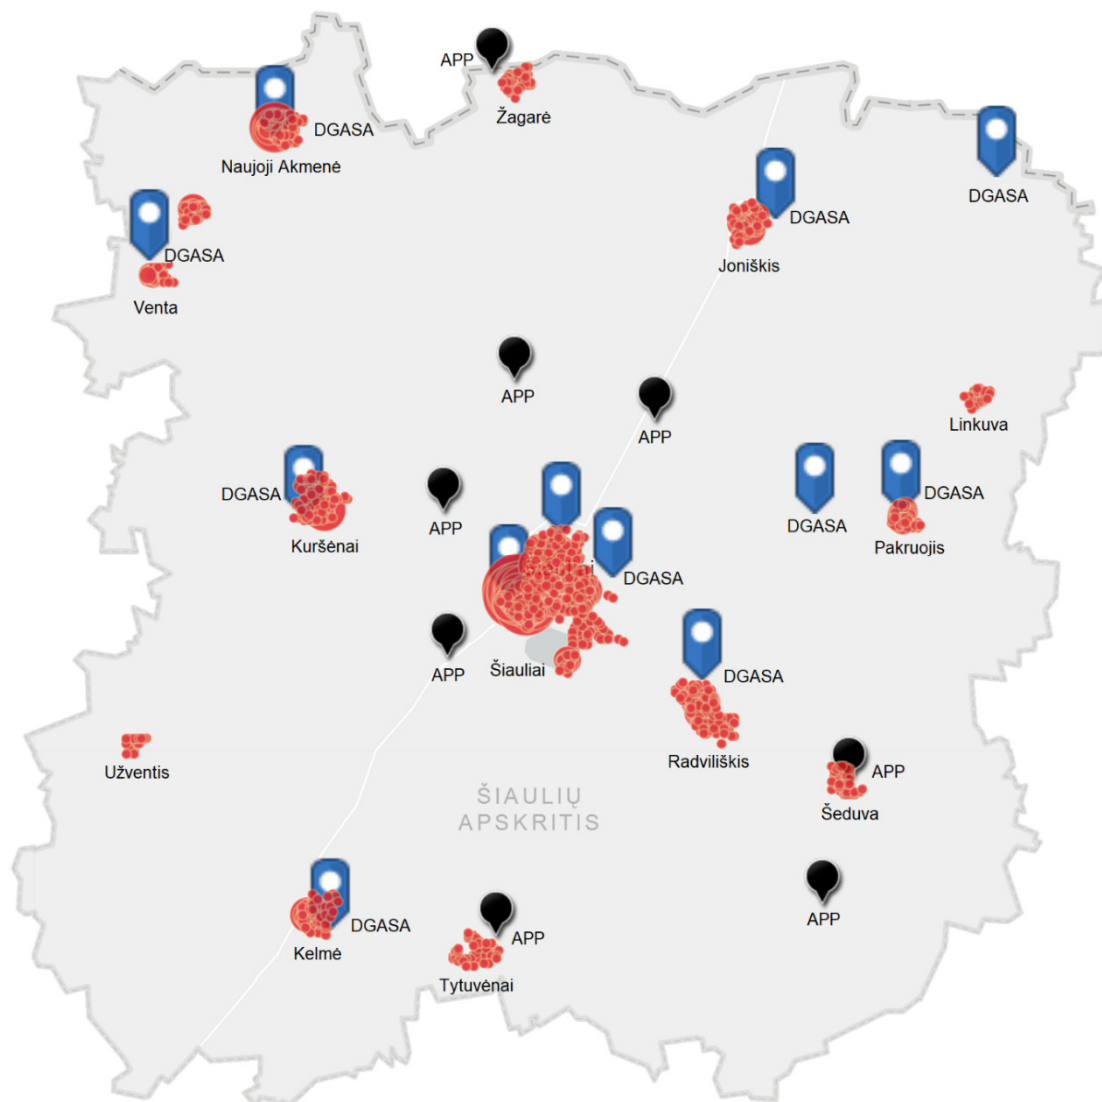 APP
Žagarė
DGASA
Naujoji Akmenė
DGASA
DGASA
Joniškis
DGASA
Venta
APP
APP
Linkuva
DGASA
Kuršėnai
APP
DGASA
DGASA
Pakruojis
DGASA
APP
Šiauliai
DGASA
Radviliškis
Užventis
APP
Šeduva
ŠIAULIŲ
APSKRITIS
APP
DGASA
Kelmė
APP
Tytuvėnai